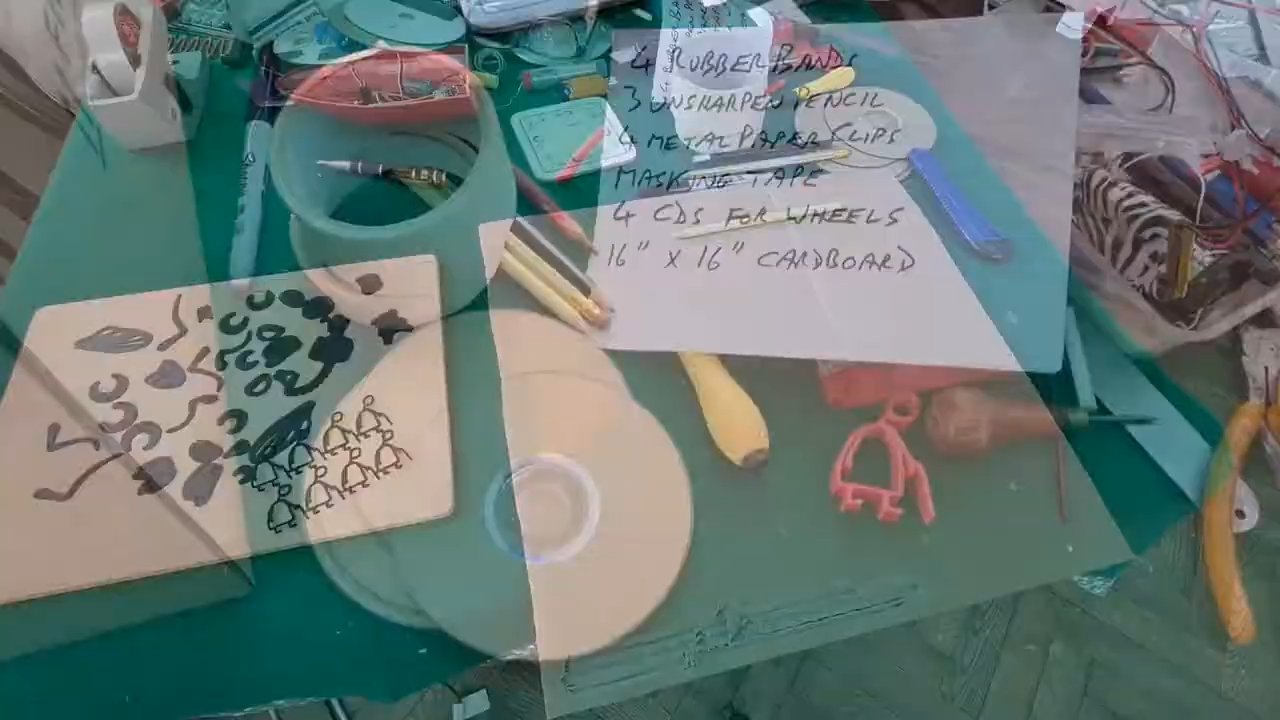 4 RUBBER BANDS
3 UNSHARPEN PENCIL
4 METAL PAPER CLIPS
MASKING TAPE
4 CDS FOR WHEELS
16" X 16" CARDBOARD